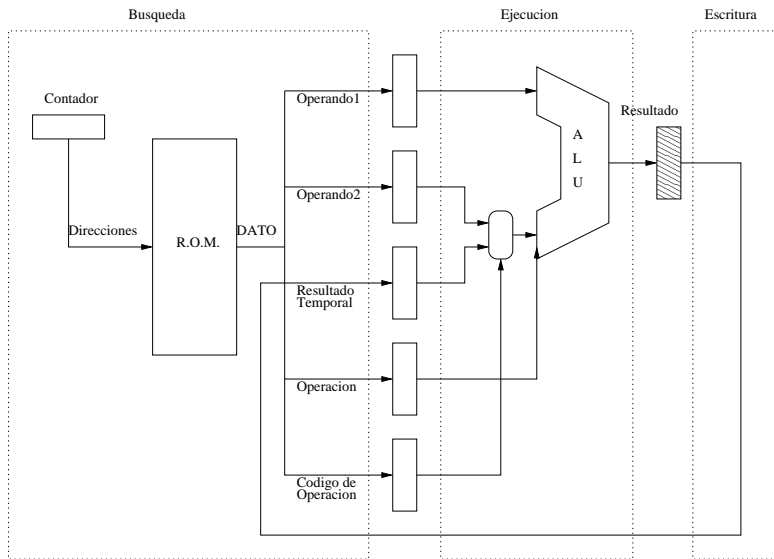 Busqueda
Ejecucion
Escritura
Contador
Operando1
Resultado
A
L
U
Operando2
Direcciones
R.O.M.
DATO
Resultado
Temporal
Operacion
Codigo de
Operacion